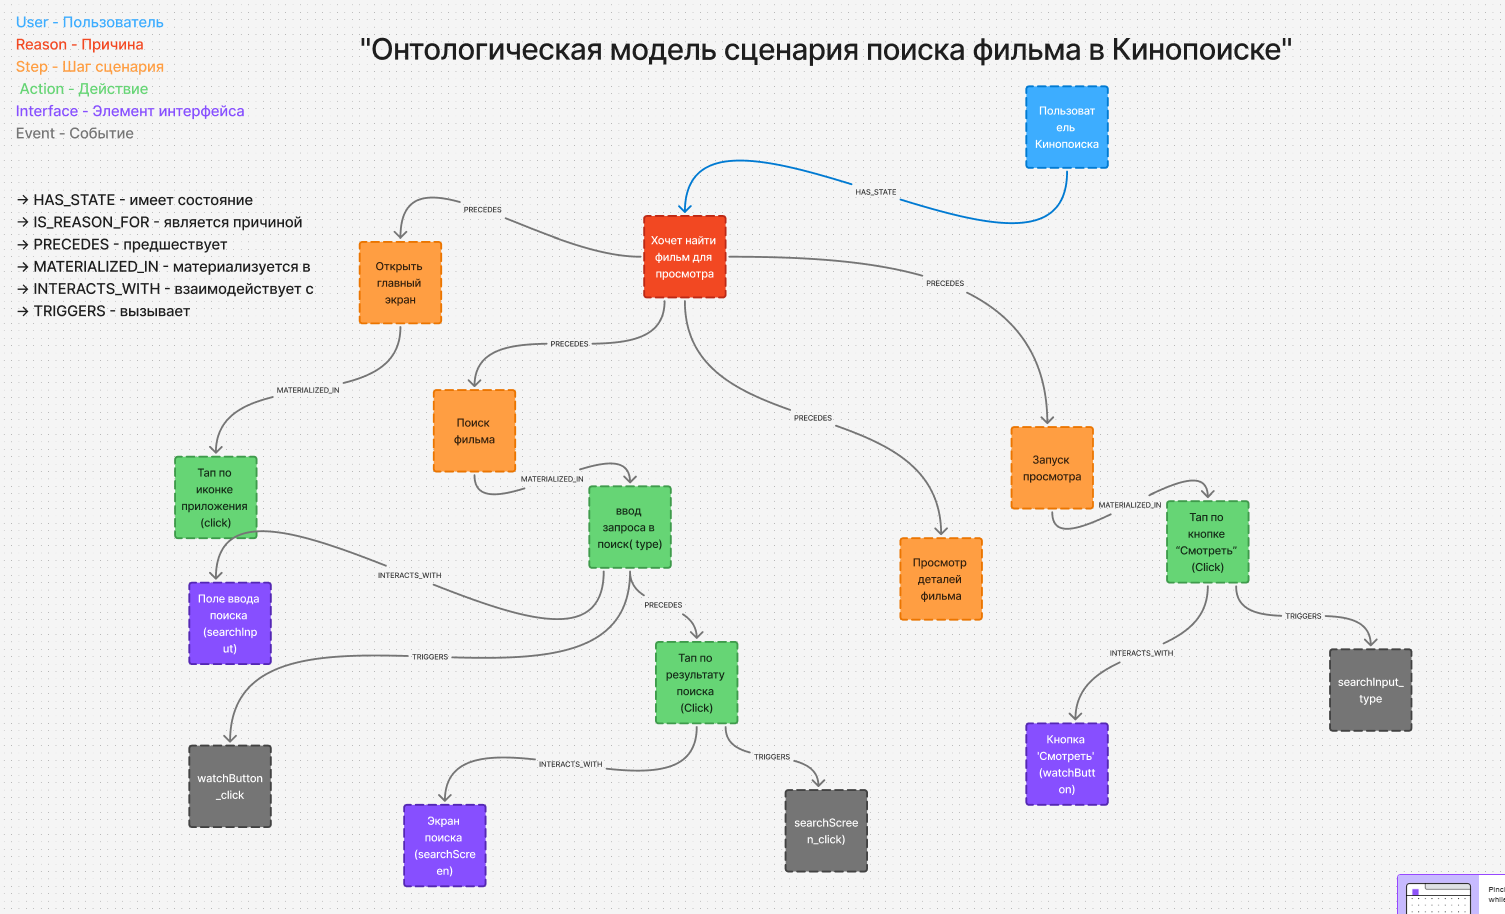 User - Пользователь
Reason - Причина
Step - Шаг сценария
Action - Действие
Interface - Элемент интерфейса
Event - Событие
"Онтологическая модель сценария поиска фильма в Кинопоиске"
→ HAS_STATE - имеет состояние
→ IS_REASON_FOR - является причиной
→ PRECEDES - предшествует
→ MATERIALIZED_IN - материализуется в
→ INTERACTS_WITH - взаимодействует с
→ TRIGGERS - вызывает
Пользоват
ель
Кинопоиска
HAS_STATE
PRECEDES
Хочет найти
фильм для
просмотра
Открыть
главный
экран
PRECEDES
PRECEDES
MATERIALIZED_IN
PRECEDES
Поиск
фильма
Запуск
просмотра
MATERIALIZED_IN
MATERIALIZED_IN
Тап по
иконке
приложения
(click)
ввод
запроса в
поиск( type)
Тап по
кнопке
“Смотреть”
(Click)
Просмотр
деталей
фильма
INTERACTS_WITH
PRECEDES
TRIGGERS
Поле ввода
поиска
(searchInp
ut)
TRIGGERS
INTERACTS_WITH
Тап по
результату
поиска
(Click)
searchInput_
type
watchButton
_click
INTERACTS_WITH
TRIGGERS
Кнопка
'Смотреть'
(watchButt
on)
Экран
поиска
(searchScre
en)
searchScree
n_click)